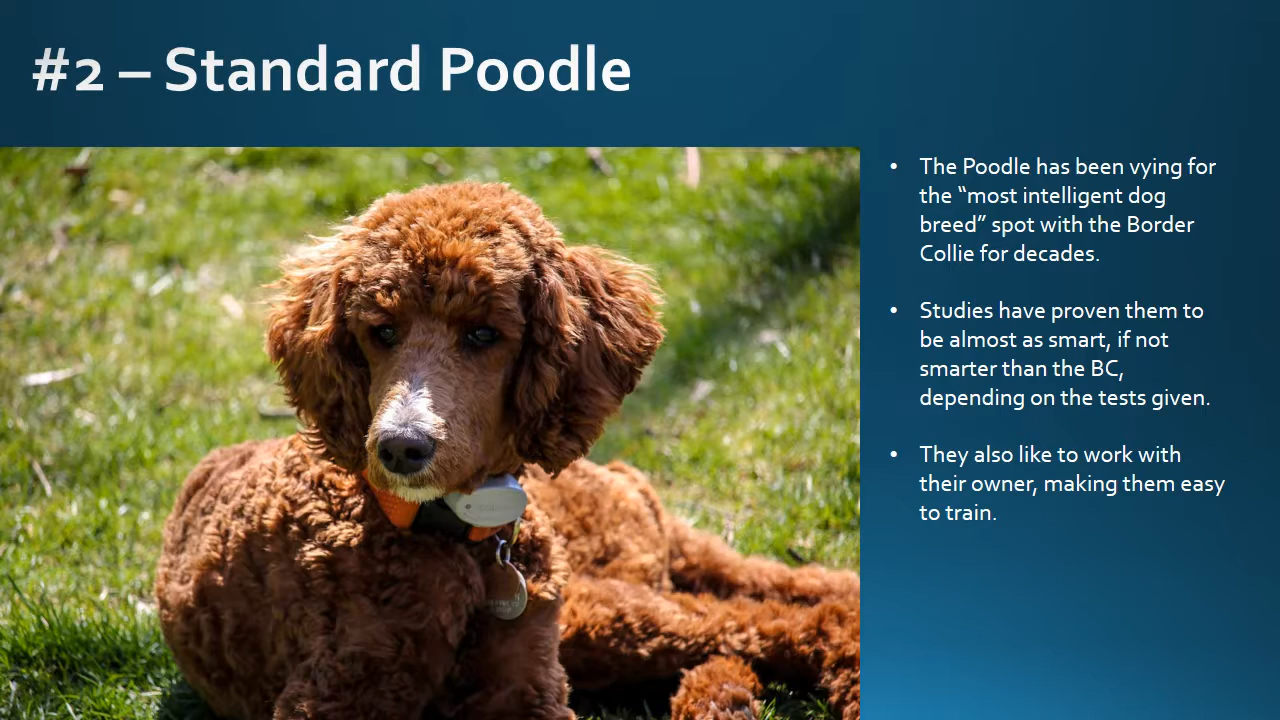 #2 – Standard Poodle
• The Poodle has been vying for
the “most intelligent dog
breed” spot with the Border
Collie for decades.
• Studies have proven them to
be almost as smart, if not
smarter than the BC,
depending on the tests given.
• They also like to work with
their owner, making them easy
to train.